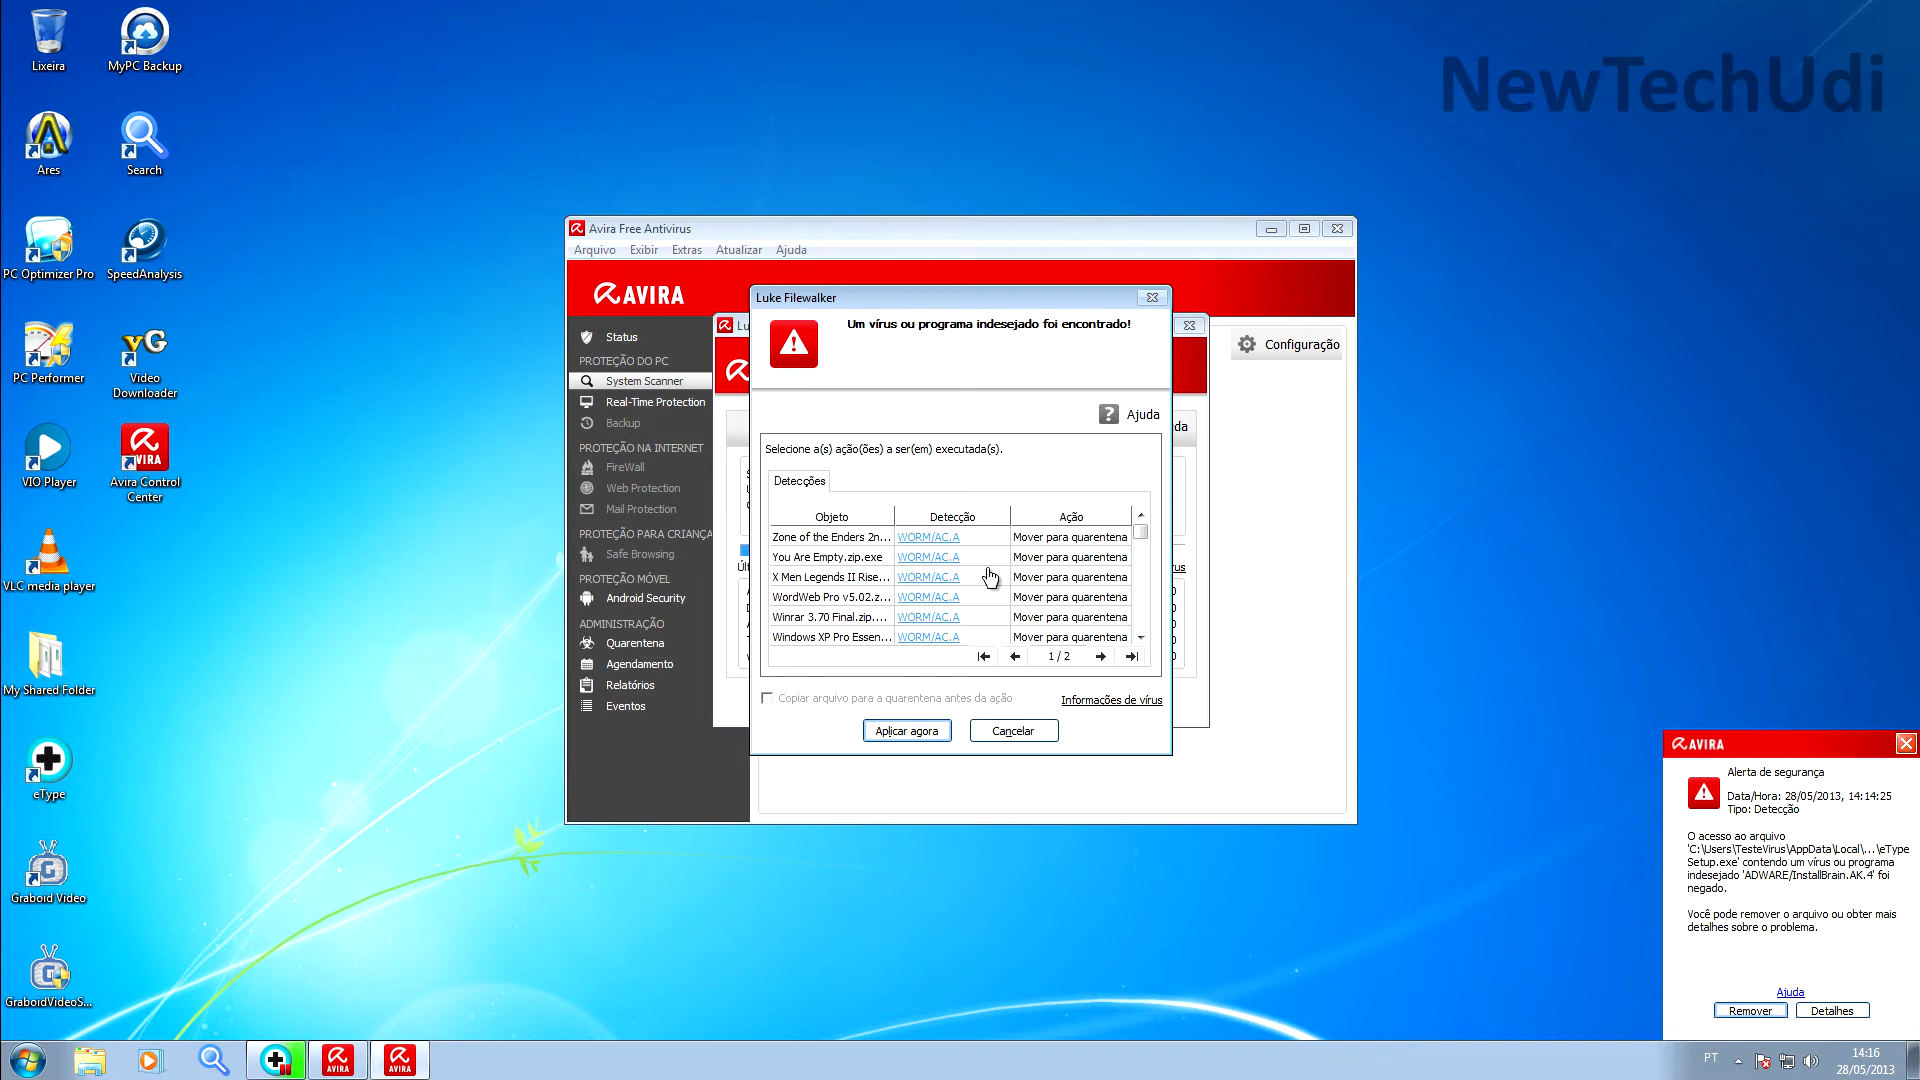 Lixeira
MyPC Backup
NewTechUdi
Ares
Search
PC Optimizer Pro
SpeedAnalysis
PC Performer
Video
Downloader
VIO Player
Avira Control
Center
VLC media player
My Shared Folder
eType
Graboid Video
GraboidVideoS...
Avira Free Antivirus
Arquivo Exibir Extras Atualizar Ajuda
AVIRA
Configuração
Status
PROTEÇÃO DO PC
System Scanner
Real-Time Protection
Backup
PROTEÇÃO NA INTERNET
FireWall
Web Protection
Mail Protection
PROTEÇÃO PARA CRIANÇA
Safe Browsing
PROTEÇÃO MÓVEL
Android Security
ADMINISTRAÇÃO
Quarentena
Agendamento
Relatórios
Eventos
Luke Filewalker
Um vírus ou programa indesejado foi encontrado!
Ajuda
Selecione a(s) ação(ões) a ser(em) executada(s).
Detecções
Objeto Detecção Ação
Zone of the Enders 2n... WORM/AC.A Mover para quarentena
You Are Empty.zip.exe WORM/AC.A Mover para quarentena
X Men Legends II Rise... WORM/AC.A Mover para quarentena
WordWeb Pro v5.02.z... WORM/AC.A Mover para quarentena
Winrar 3.70 Final.zip.... WORM/AC.A Mover para quarentena
Windows XP Pro Essen... WORM/AC.A Mover para quarentena
1 / 2
Copiar arquivo para a quarentena antes da ação
Informações de vírus
Aplicar agora Cancelar
AVIRA
Alerta de segurança
Data/Hora: 28/05/2013, 14:14:25
Tipo: Detecção
O acesso ao arquivo
'C:\Users\TesteVirus\AppData\Local\...\eType
Setup.exe' contendo um vírus ou programa
indesejado 'ADWARE/InstallBrain.AK.4' foi
negado.
Você pode remover o arquivo ou obter mais
detalhes sobre o problema.
Ajuda
Remover Detalhes
AVIRA
AVIRA
AVIRA
PT
14:16
28/05/2013